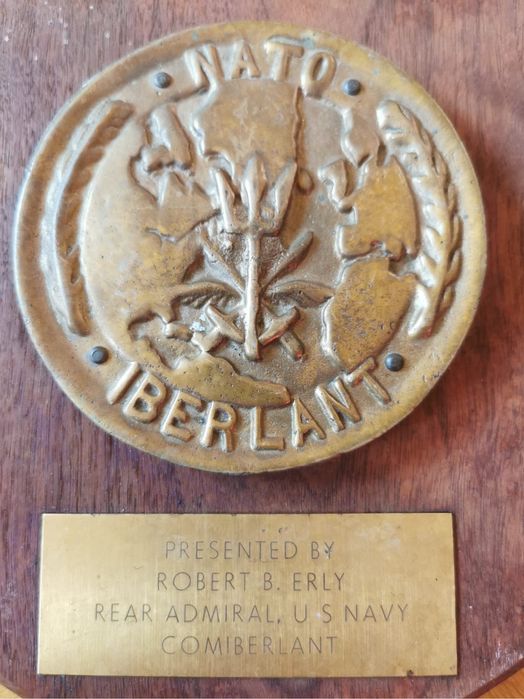 NATO
IBERLANT
PRESENTED BY
ROBERT B. ERLY
REAR ADMIRAL, U S NAVY
COMIBERLANT